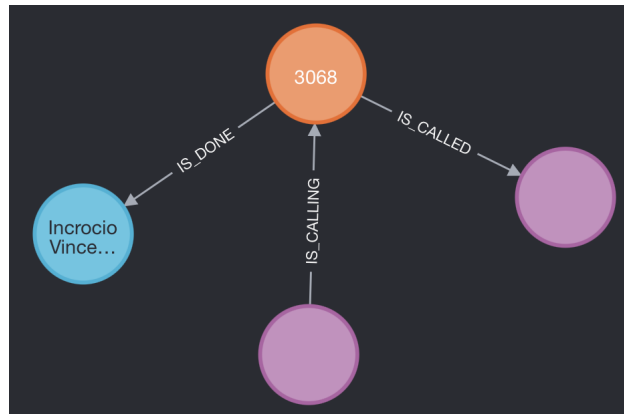 3068
IS_DONE
IS_CALLED
IS_CALLING
Incrocio
Vince…